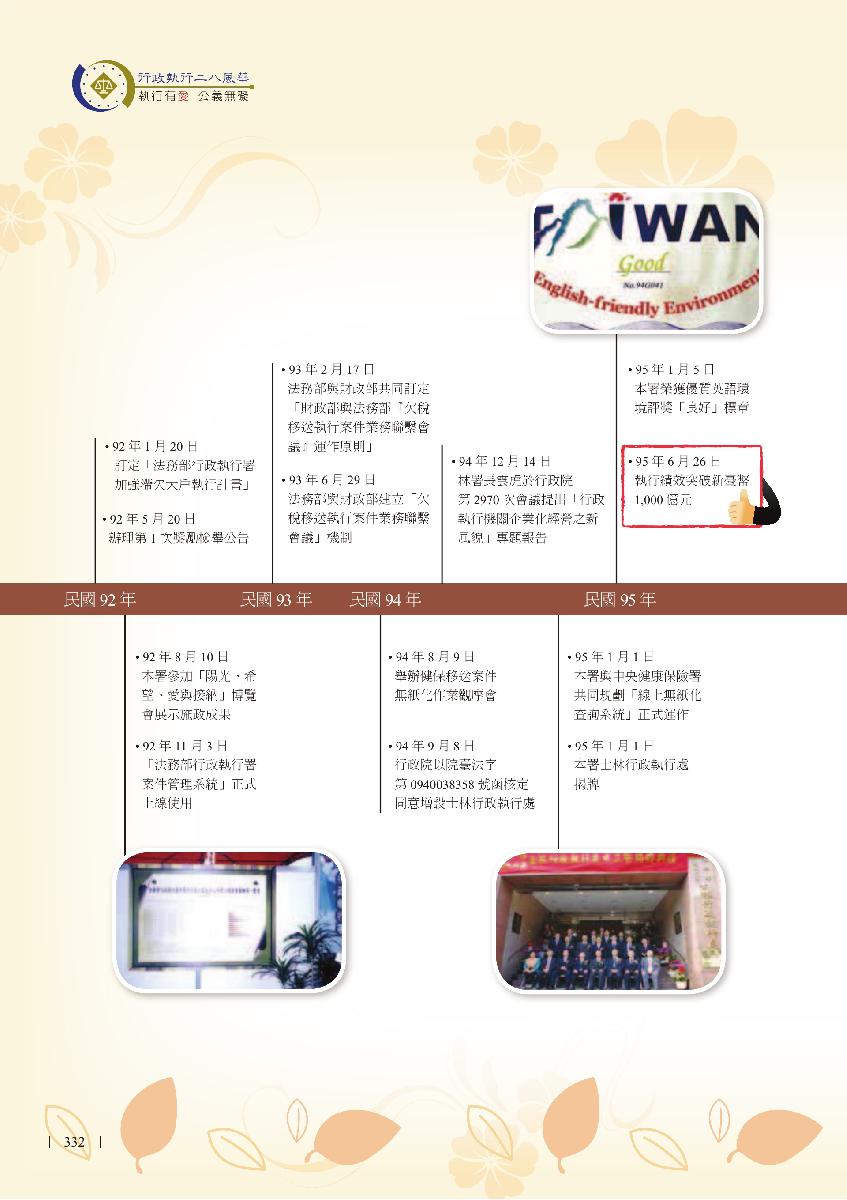 行政執行二八風華
執行有愛 公義無礙
TAIWAN
Good
No.94G041
English-friendly Environment
• 92 年 1 月 20 日
訂定「法務部行政執行署
加強滯欠大戶執行計畫」
• 92 年 5 月 20 日
辦理第 1 次獎勵檢舉公告
• 93 年 2 月 17 日
法務部與財政部共同訂定
「財政部與法務部『欠稅
移送執行案件業務聯繫會
議』運作原則」
• 93 年 6 月 29 日
法務部與財政部建立「欠
稅移送執行案件業務聯繫
會議」機制
• 94 年 12 月 14 日
林署長雲虎於行政院
第 2970 次會議提出「行政
執行機關企業化經營之新
風貌」專題報告
• 95 年 1 月 5 日
本署榮獲優質英語環
境評獎「良好」標章
• 95 年 6 月 26 日
執行績效突破新臺幣
1,000 億元
民國 92 年
民國 93 年
民國 94 年
民國 95 年
• 92 年 8 月 10 日
本署參加「陽光、希
望、愛與接納」博覽
會展示施政成果
• 92 年 11 月 3 日
「法務部行政執行署
案件管理系統」正式
上線使用
• 94 年 8 月 9 日
舉辦健保移送案件
無紙化作業觀摩會
• 94 年 9 月 8 日
行政院以院臺法字
第 0940038358 號函核定
同意增設士林行政執行處
• 95 年 1 月 1 日
本署與中央健康保險署
共同規劃「線上無紙化
查詢系統」正式運作
• 95 年 1 月 1 日
本署士林行政執行處
揭牌
332